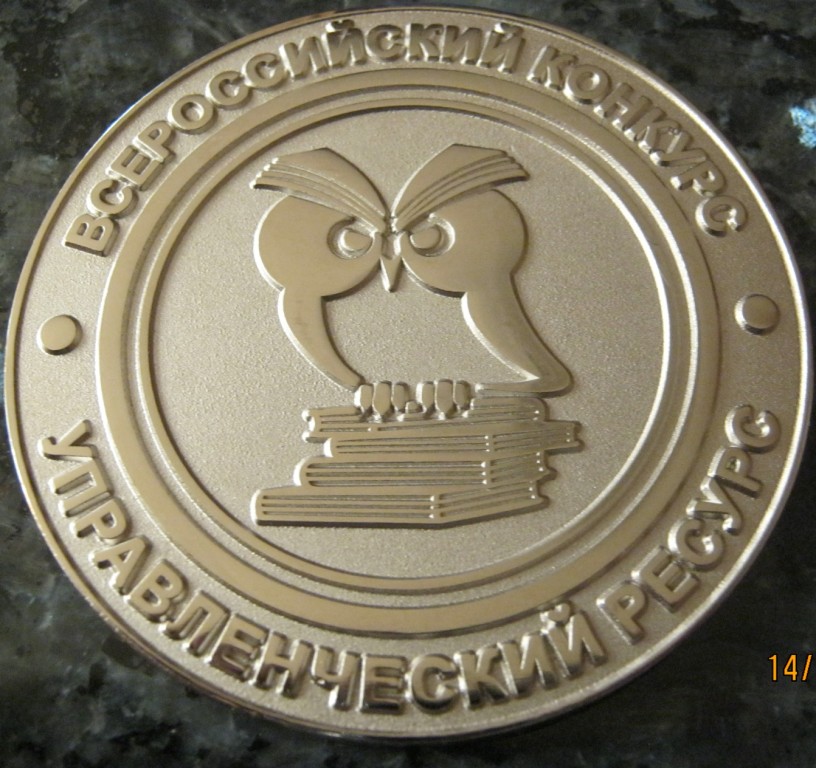 ВСЕРОССИЙСКИЙ КОНКУРС
УПРАВЛЕНЧЕСКИЙ РЕСУРС
14/